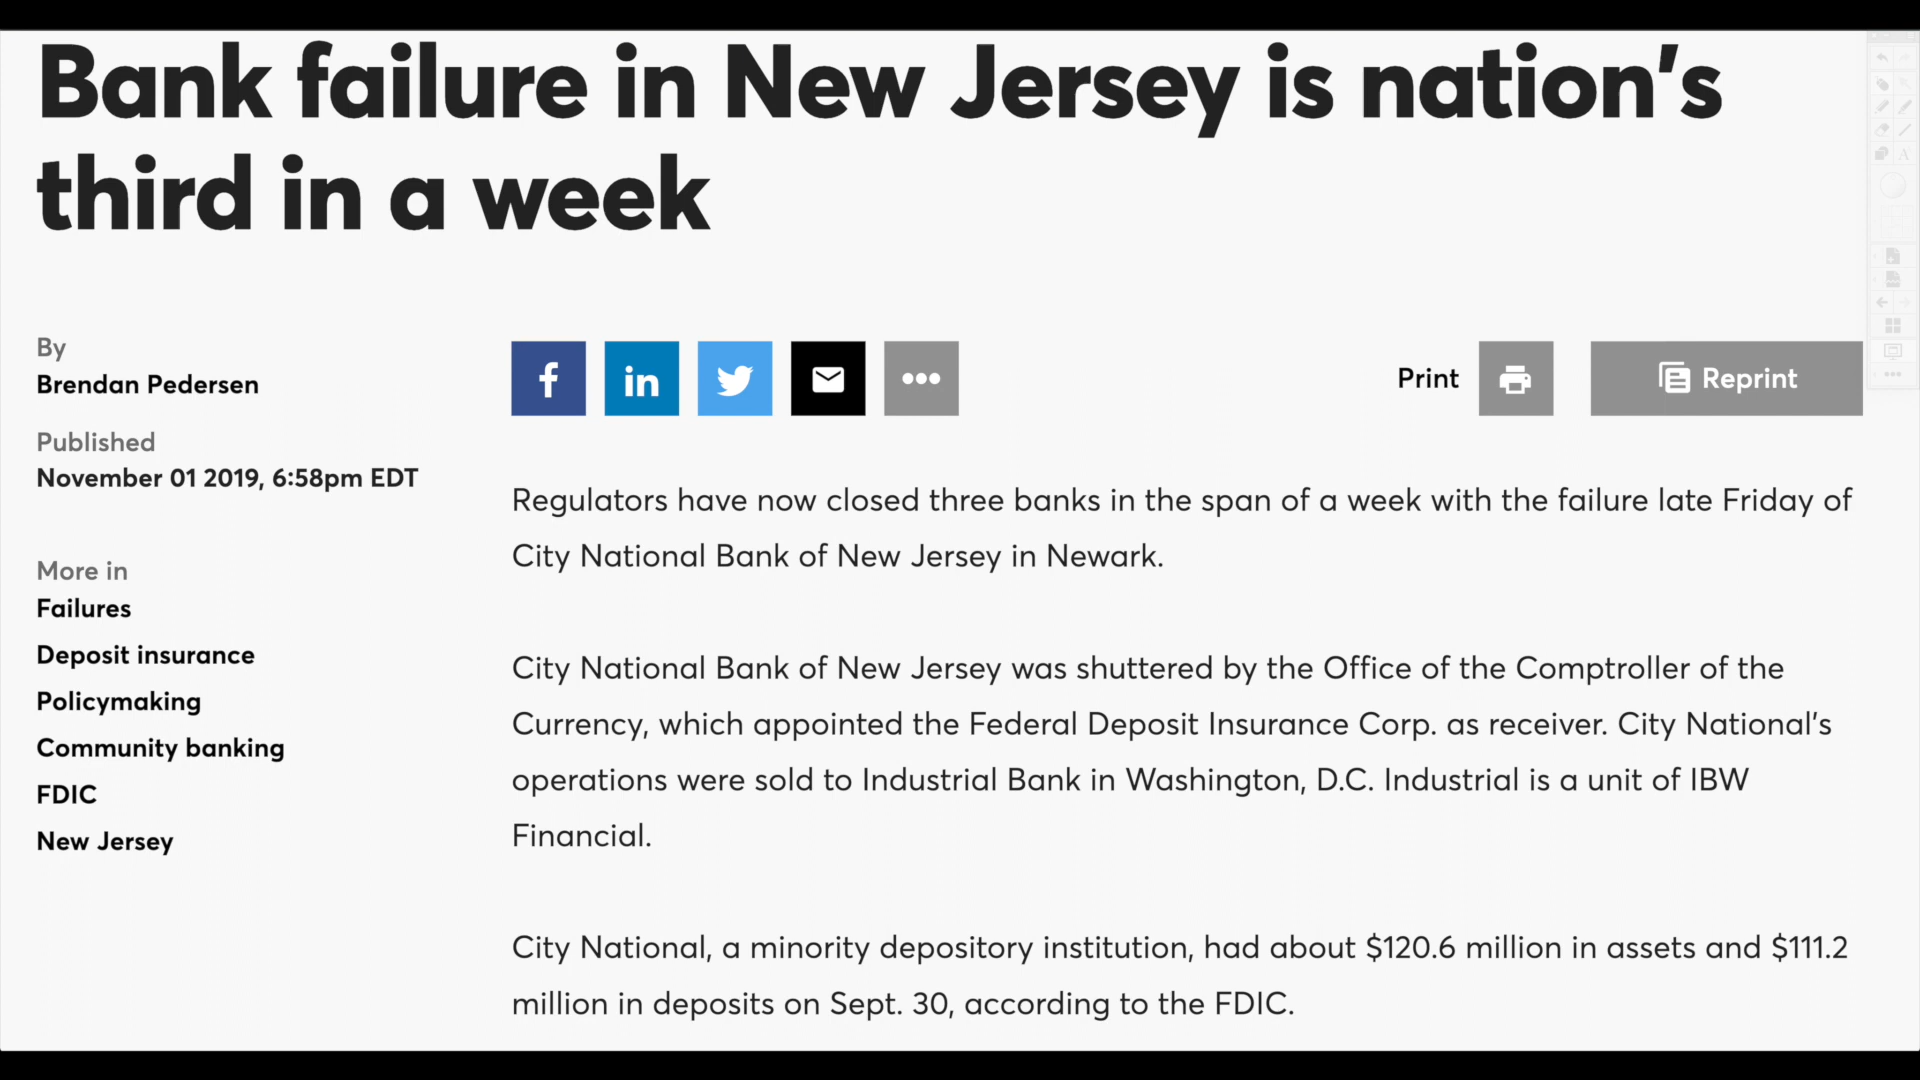 Bank failure in New Jersey is nation’s
third in a week
By
Brendan Pedersen
Published
November 01 2019, 6:58pm EDT
More in
Failures
Deposit insurance
Policymaking
Community banking
FDIC
New Jersey
Print
Reprint
Regulators have now closed three banks in the span of a week with the failure late Friday of
City National Bank of New Jersey in Newark.
City National Bank of New Jersey was shuttered by the Office of the Comptroller of the
Currency, which appointed the Federal Deposit Insurance Corp. as receiver. City National’s
operations were sold to Industrial Bank in Washington, D.C. Industrial is a unit of IBW
Financial.
City National, a minority depository institution, had about $120.6 million in assets and $111.2
million in deposits on Sept. 30, according to the FDIC.